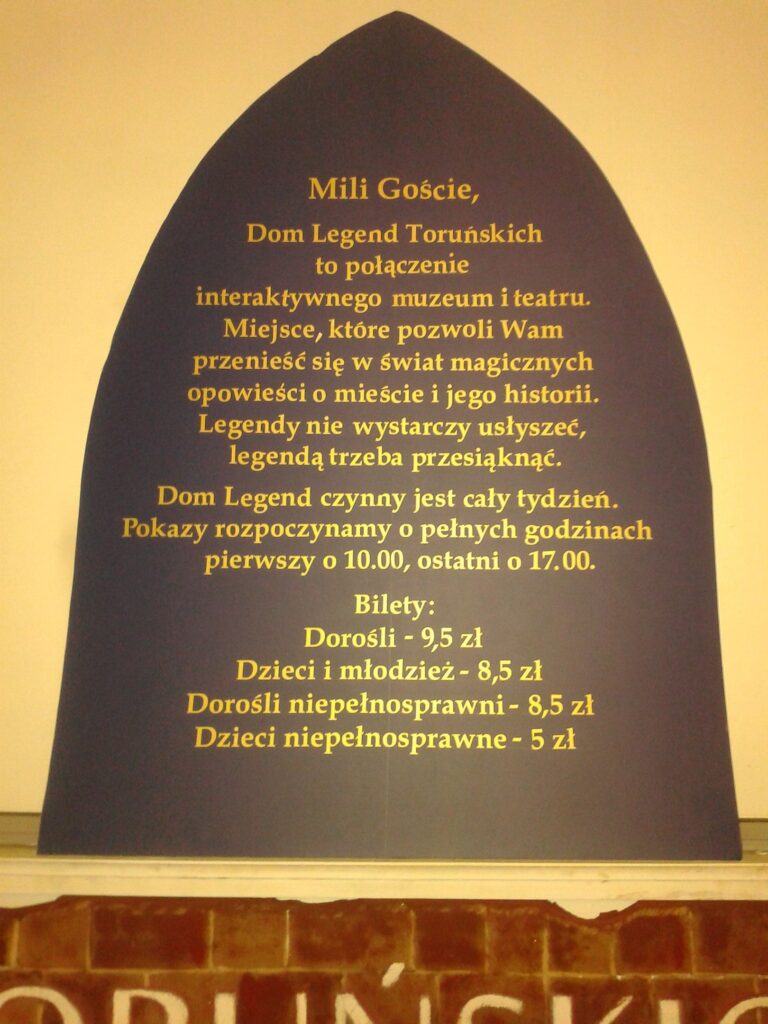 Mili Goście,
Dom Legend Toruńskich
to połączenie
interaktywnego muzeum i teatru.
Miejsce, które pozwoli Wam
przenieść się w świat magicznych
opowieści o mieście i jego historii.
Legendy nie wystarczy usłyszeć,
legendą trzeba przesiąknąć.
Dom Legend czynny jest cały tydzień.
Pokazy rozpoczynamy o pełnych godzinach
pierwszy o 10.00, ostatni o 17.00.
Bilety:
Dorośli - 9,5 zł
Dzieci i młodzież - 8,5 zł
Dorośli niepełnosprawni - 8,5 zł
Dzieci niepełnosprawne - 5 zł